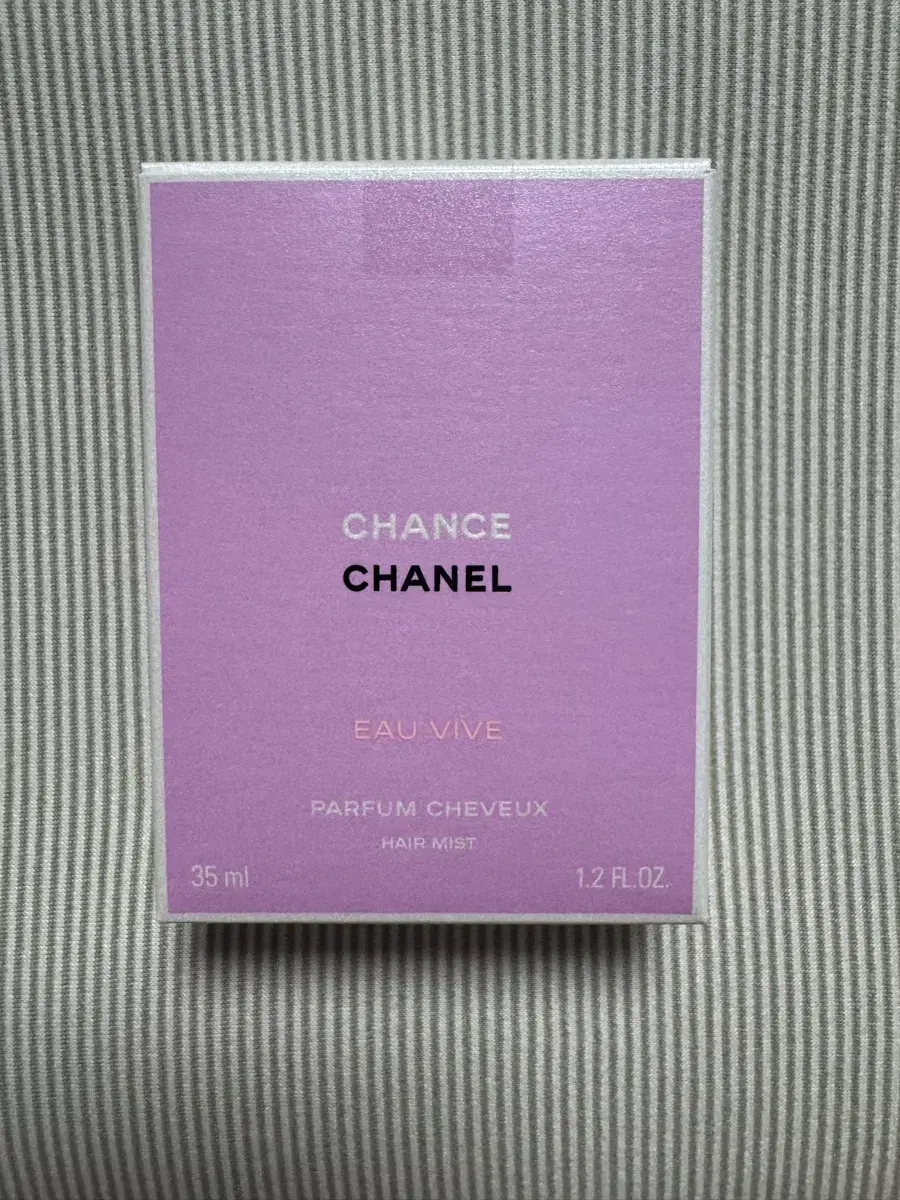 CHANCE
CHANEL
EAU VIVE
PARFUM CHEVEUX
HAIR MIST
35 ml 1.2 FL.OZ.